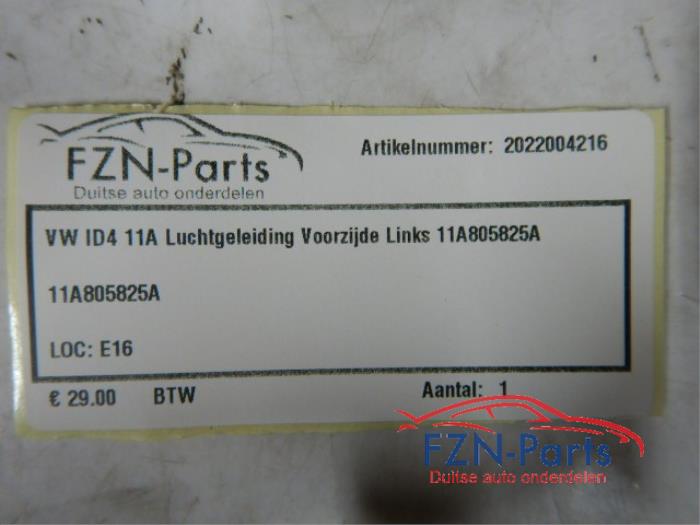 FZN-Parts
Duitse auto onderdelen
Artikelnummer: 2022004216
VW ID4 11A Luchtgeleiding Voorzijde Links 11A805825A
11A805825A
LOC: E16
€ 29.00 BTW Aantal: 1
FZN-Parts
Duitse auto onderdelen